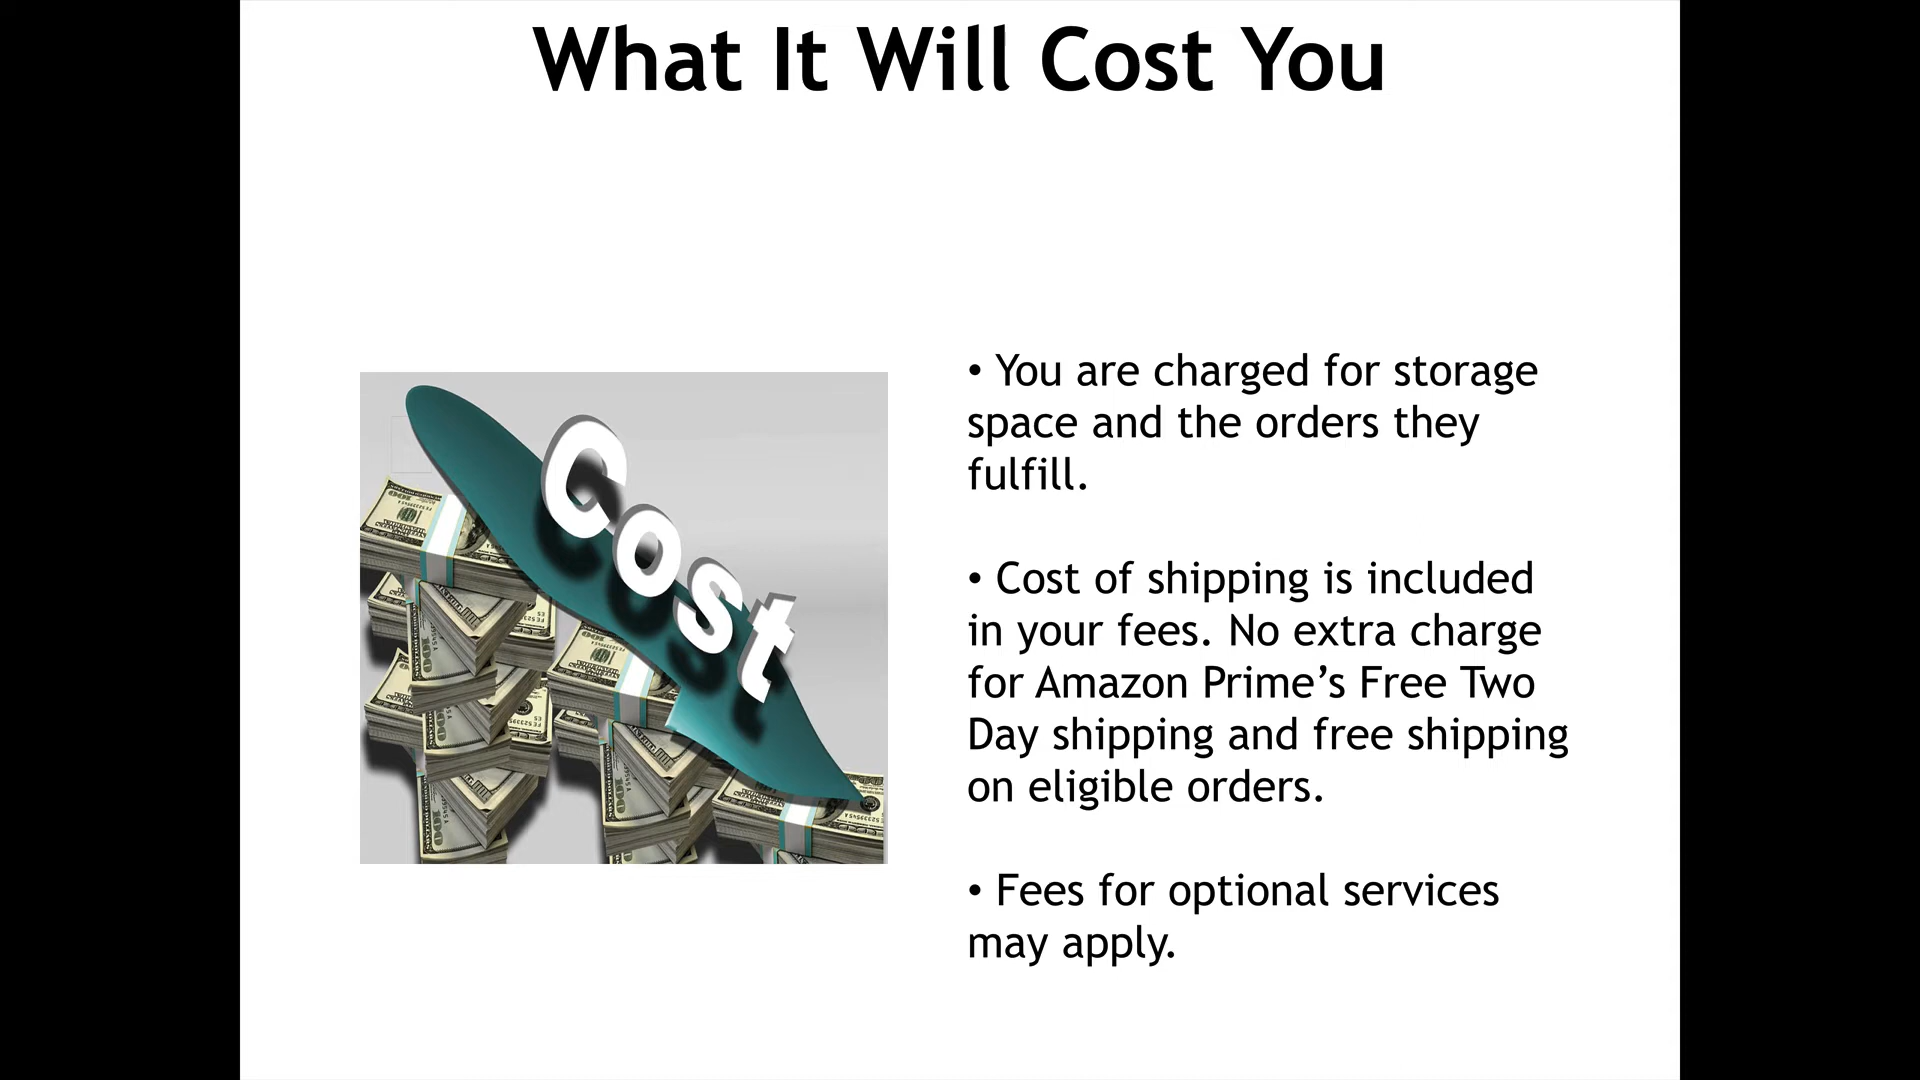 What It Will Cost You
Cost
• You are charged for storage
space and the orders they
fulfill.
• Cost of shipping is included
in your fees. No extra charge
for Amazon Prime’s Free Two
Day shipping and free shipping
on eligible orders.
• Fees for optional services
may apply.